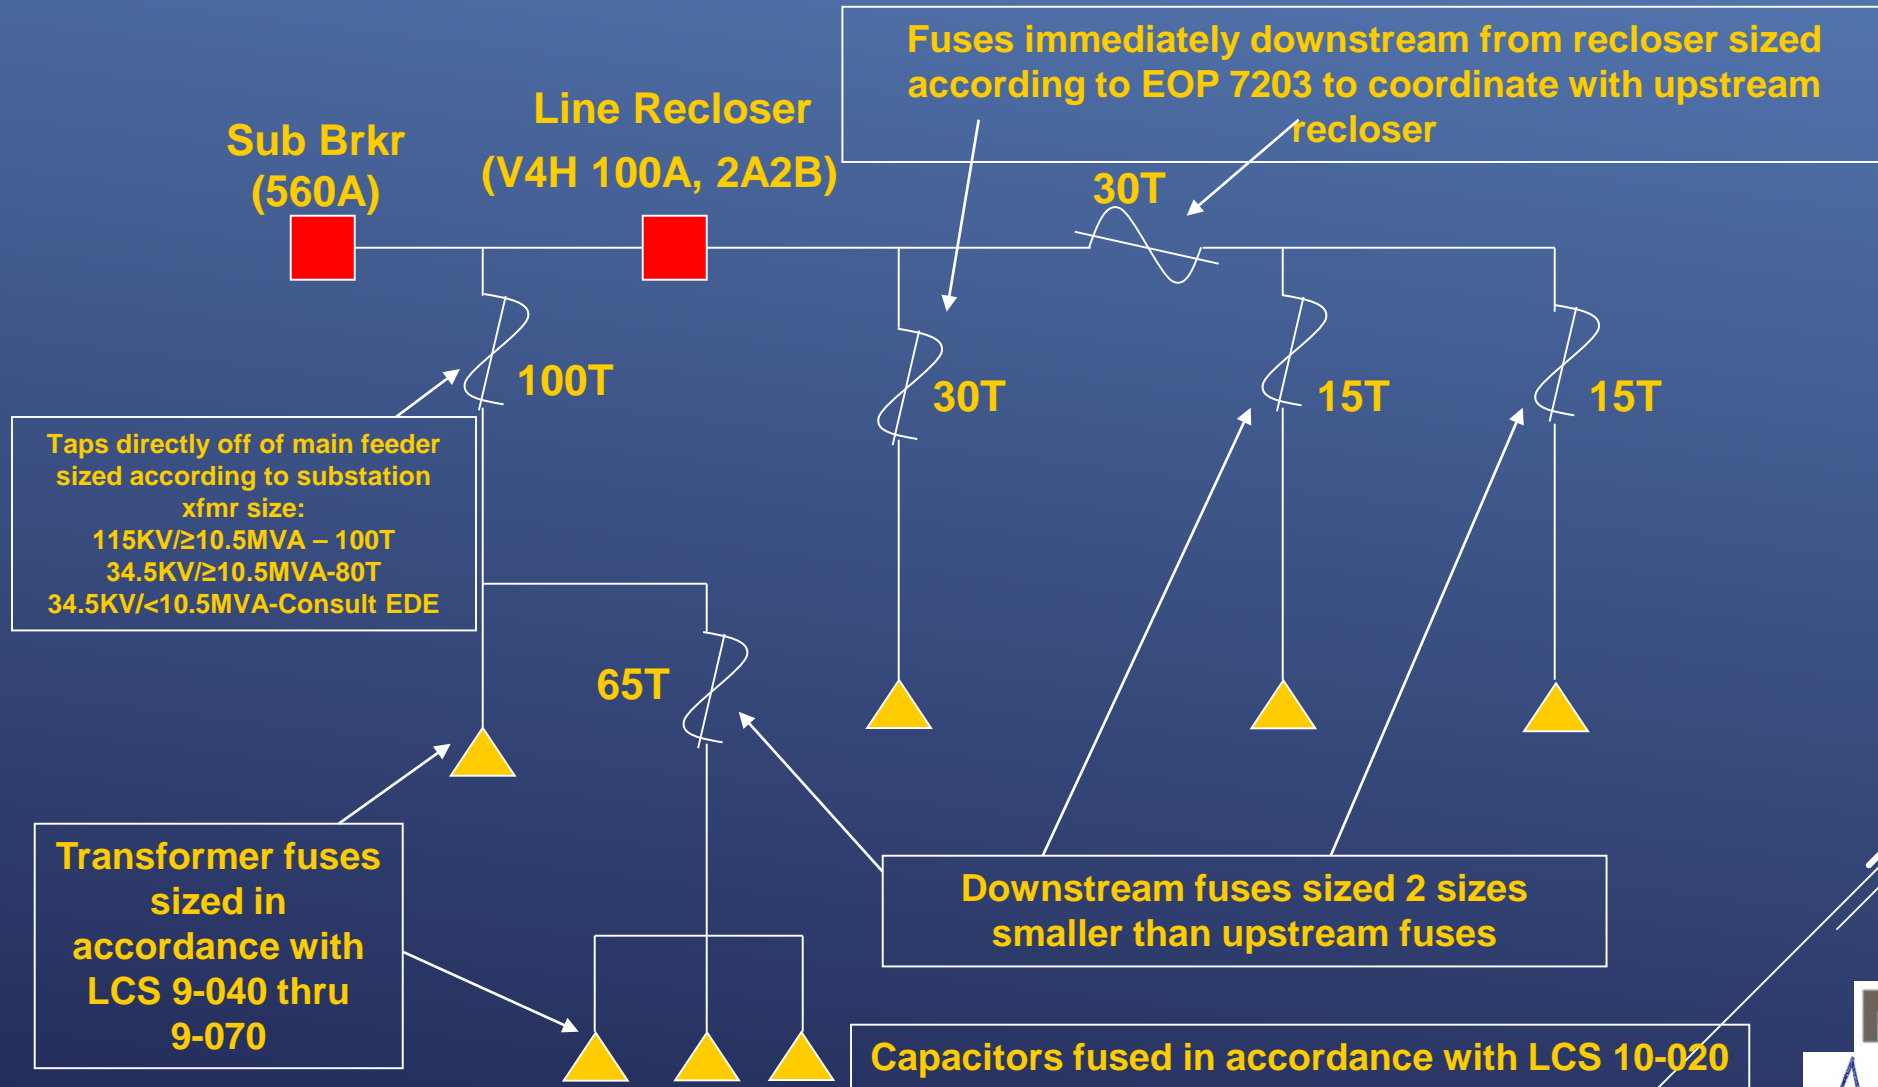 Fuses immediately downstream from recloser sized
according to EOP 7203 to coordinate with upstream
recloser
Line Recloser
(V4H 100A, 2A2B)
Sub Brkr
(560A)
30T
100T
30T
15T
15T
Taps directly off of main feeder
sized according to substation
xfmr size:
115KV/≥10.5MVA – 100T
34.5KV/≥10.5MVA-80T
34.5KV/<10.5MVA-Consult EDE
65T
Transformer fuses
sized in
accordance with
LCS 9-040 thru
9-070
Downstream fuses sized 2 sizes
smaller than upstream fuses
Capacitors fused in accordance with LCS 10-020